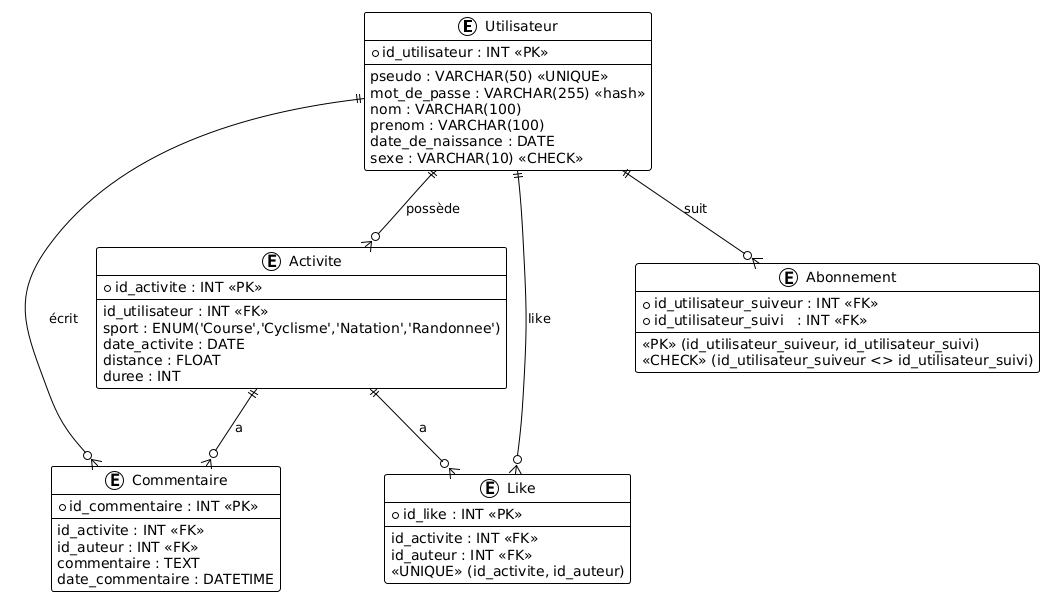 E Utilisateur
id_utilisateur : INT «PK»
pseudo : VARCHAR(50) «UNIQUE»
mot_de_passe : VARCHAR(255) «hash»
nom : VARCHAR(100)
prenom : VARCHAR(100)
date_de_naissance : DATE
sexe : VARCHAR(10) «CHECK»
possède
suit
E Activite
id_activite : INT «PK»
id_utilisateur : INT «FK»
sport : ENUM('Course','Cyclisme','Natation','Randonnee')
date_activite : DATE
distance : FLOAT
duree : INT
E Abonnement
id_utilisateur_suiveur : INT «FK»
id_utilisateur_suivi : INT «FK»
«PK» (id_utilisateur_suiveur, id_utilisateur_suivi)
«CHECK» (id_utilisateur_suiveur <> id_utilisateur_suivi)
écrit
like
a
a
E Commentaire
id_commentaire : INT «PK»
id_activite : INT «FK»
id_auteur : INT «FK»
commentaire : TEXT
date_commentaire : DATETIME
E Like
id_like : INT «PK»
id_activite : INT «FK»
id_auteur : INT «FK»
«UNIQUE» (id_activite, id_auteur)